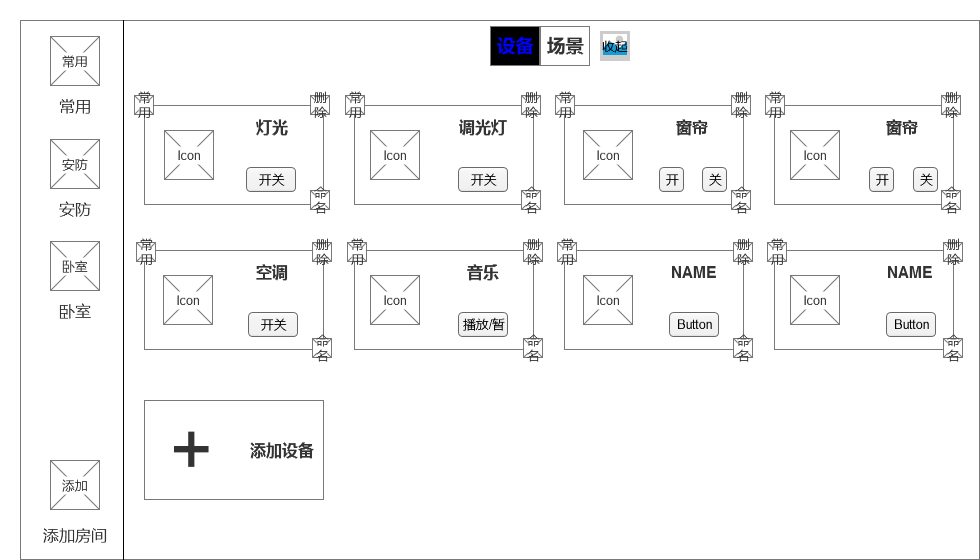 设备
场景
收起
常用
常用
安防
安防
卧室
卧室
添加
添加房间
常用
删除
灯光
Icon
开关
命名
常用
删除
调光灯
Icon
开关
命名
常用
删除
窗帘
Icon
开
关
命名
常用
删除
窗帘
Icon
开
关
命名
常用
删除
空调
Icon
开关
命名
常用
删除
音乐
Icon
播放/暂
命名
常用
删除
NAME
Icon
Button
命名
常用
删除
NAME
Icon
Button
命名
添加设备